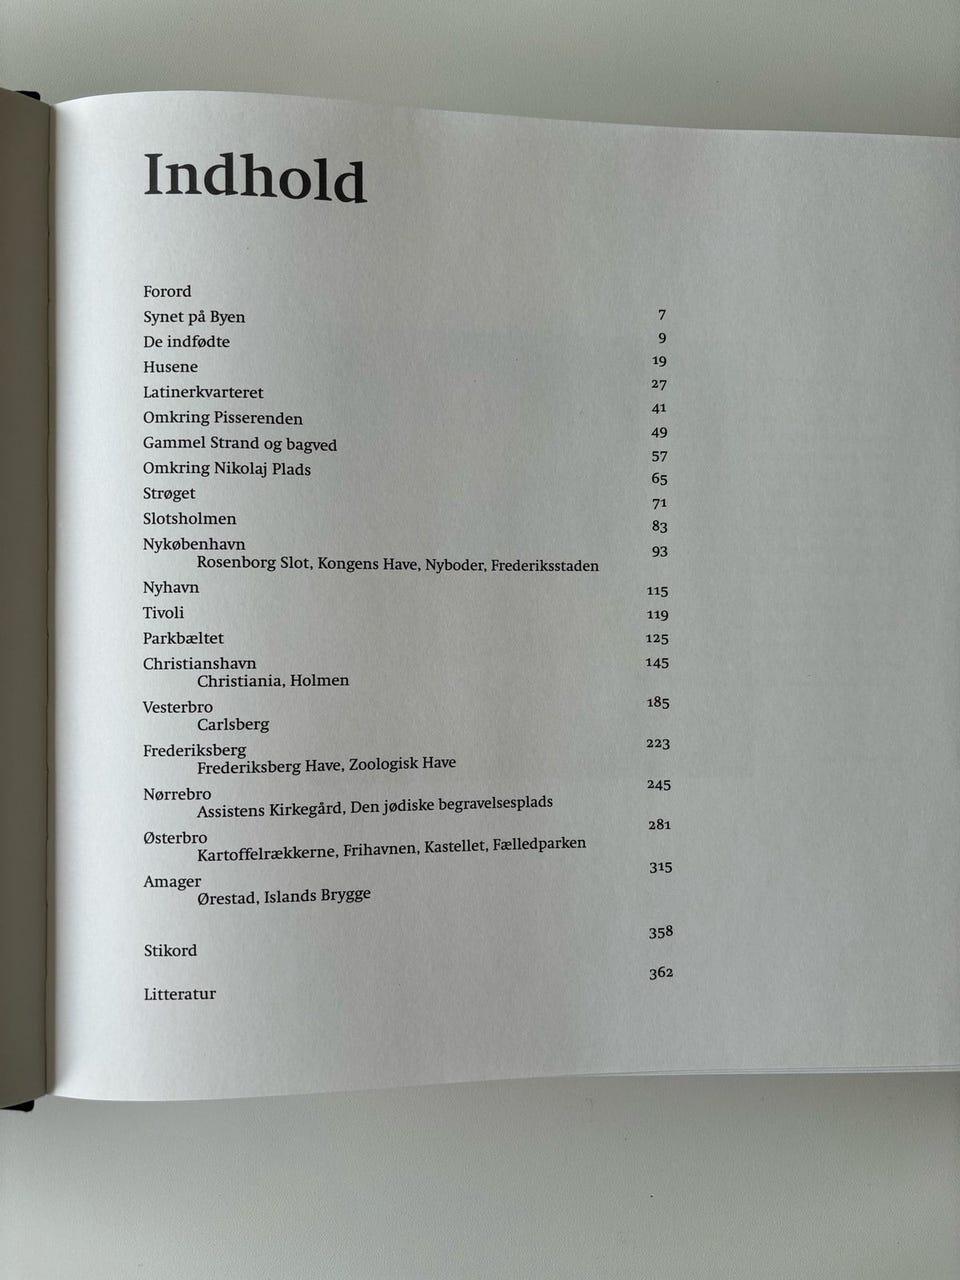 Indhold
Forord 7
Synet på Byen 9
De indfødte 19
Husene 27
Latinerkvarteret 41
Omkring Pisserenden 49
Gammel Strand og bagved 57
Omkring Nikolaj Plads 65
Strøget 71
Slotsholmen 83
Nykøbenhavn 93
Rosenborg Slot, Kongens Have, Nyboder, Frederiksstaden
Nyhavn 115
Tivoli 119
Parkbæltet 125
Christianshavn 145
Christiania, Holmen
Vesterbro 185
Carlsberg
Frederiksberg 223
Frederiksberg Have, Zoologisk Have
Nørrebro 245
Assistens Kirkegård, Den jødiske begravelsesplads
Østerbro 281
Kartoffelrækkerne, Frihavnen, Kastellet, Fælledparken
Amager 315
Ørestad, Islands Brygge
Stikord 358
Litteratur 362